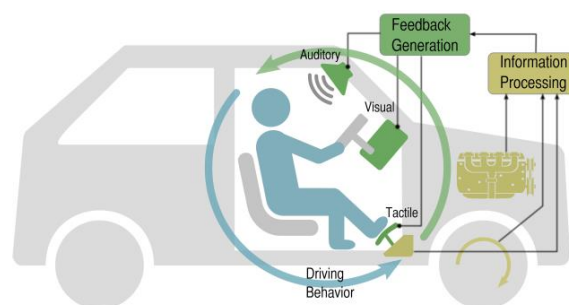 Feedback
Generation
Information
Processing
Auditory
Visual
Tactile
Driving
Behavior